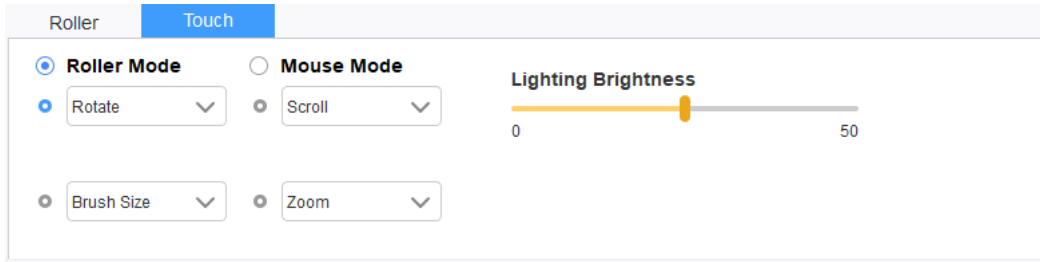 Roller Touch
Roller Mode Mouse Mode
Lighting Brightness
Rotate Scroll
0 50
Brush Size Zoom